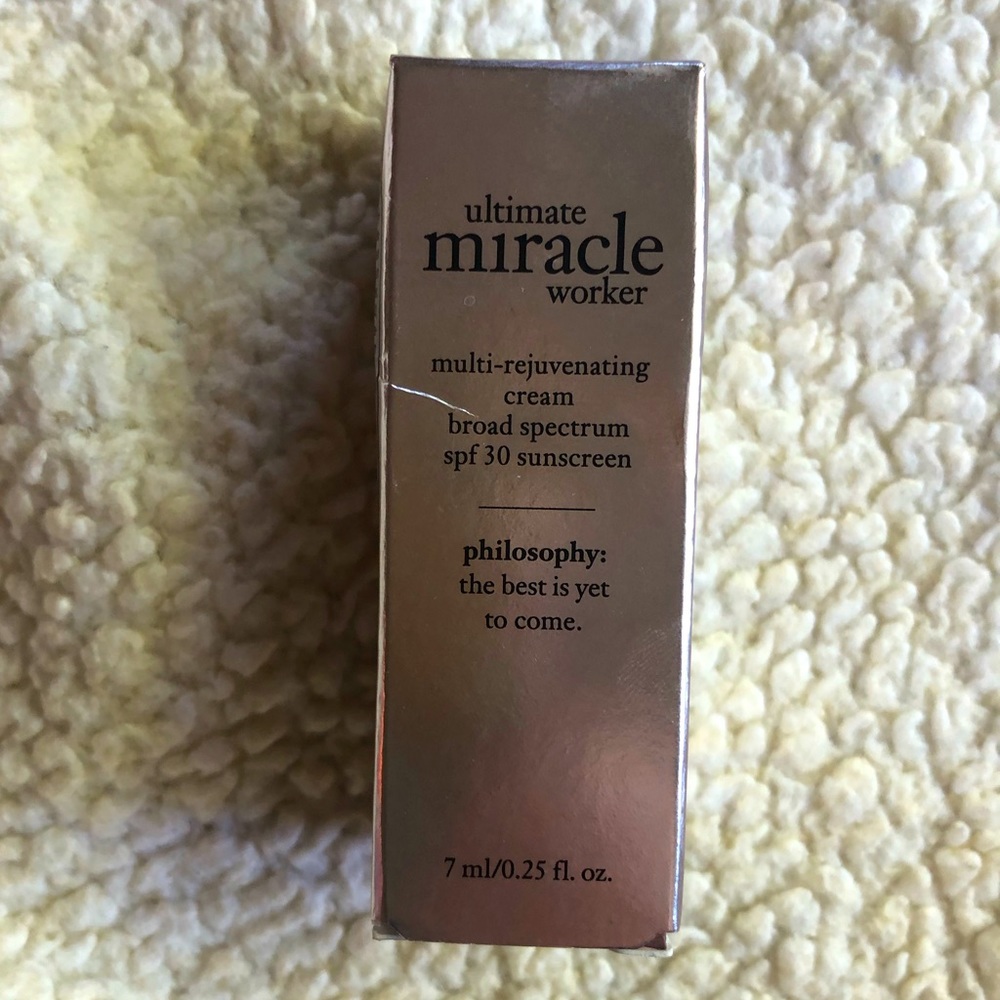 ultimate
miracle
worker
multi-rejuvenating
cream
broad spectrum
spf 30 sunscreen
philosophy:
the best is yet
to come.
7 ml/0.25 fl. oz.